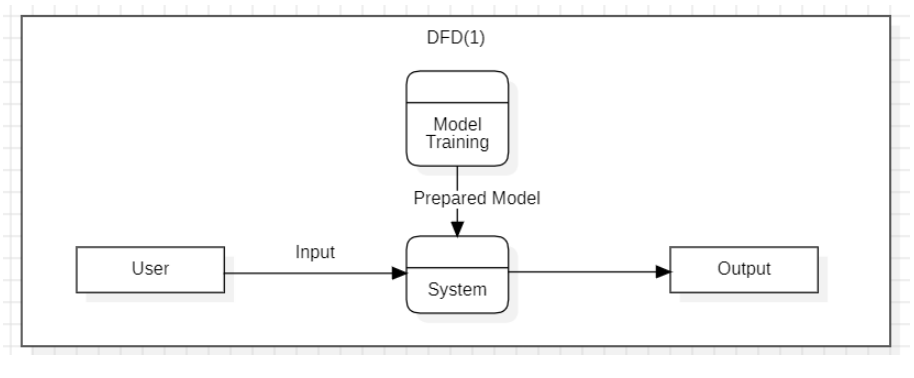 DFD(1)
Model
Training
Prepared Model
Input
User
System
Output